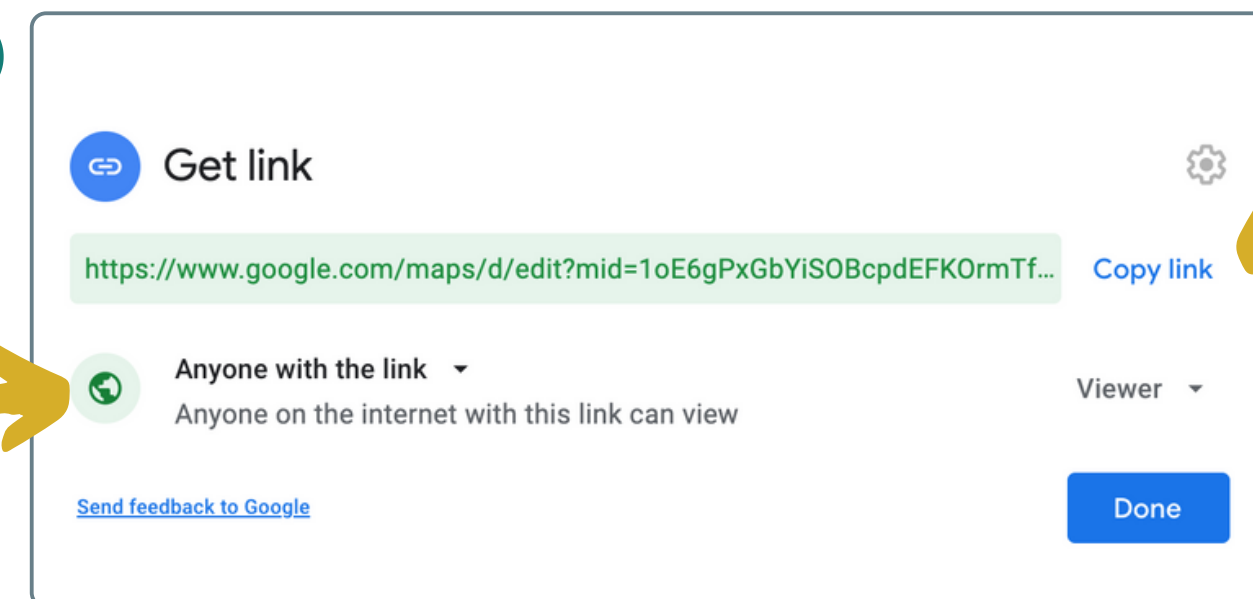 Get link
https://www.google.com/maps/d/edit?mid=1oE6gPxGbYiSOBcpdEFKOrmTf...
Copy link
Anyone with the link
Anyone on the internet with this link can view
Viewer
Send feedback to Google
Done